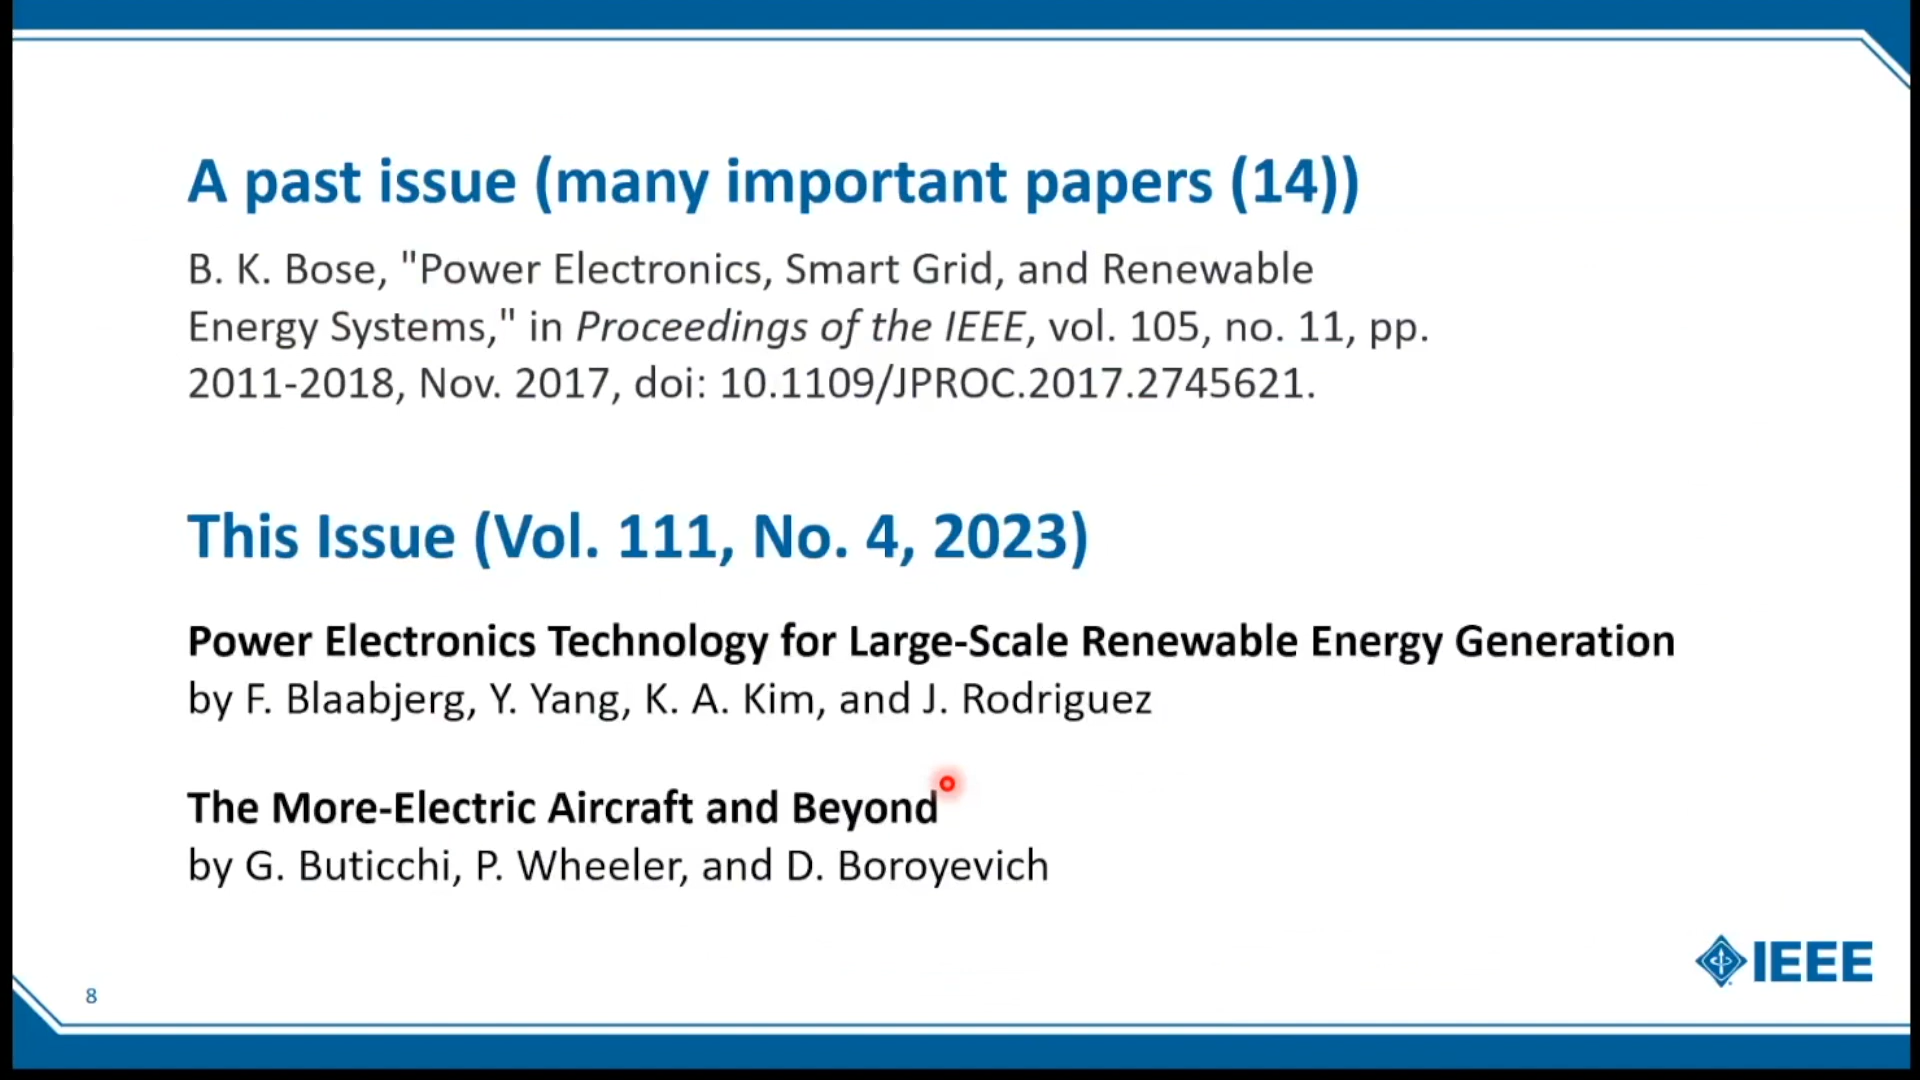 A past issue (many important papers (14))
B. K. Bose, "Power Electronics, Smart Grid, and Renewable
Energy Systems," in Proceedings of the IEEE, vol. 105, no. 11, pp.
2011-2018, Nov. 2017, doi: 10.1109/JPROC.2017.2745621.
This Issue (Vol. 111, No. 4, 2023)
Power Electronics Technology for Large-Scale Renewable Energy Generation
by F. Blaabjerg, Y. Yang, K. A. Kim, and J. Rodriguez
The More-Electric Aircraft and Beyond
by G. Buticchi, P. Wheeler, and D. Boroyevich
IEEE
8